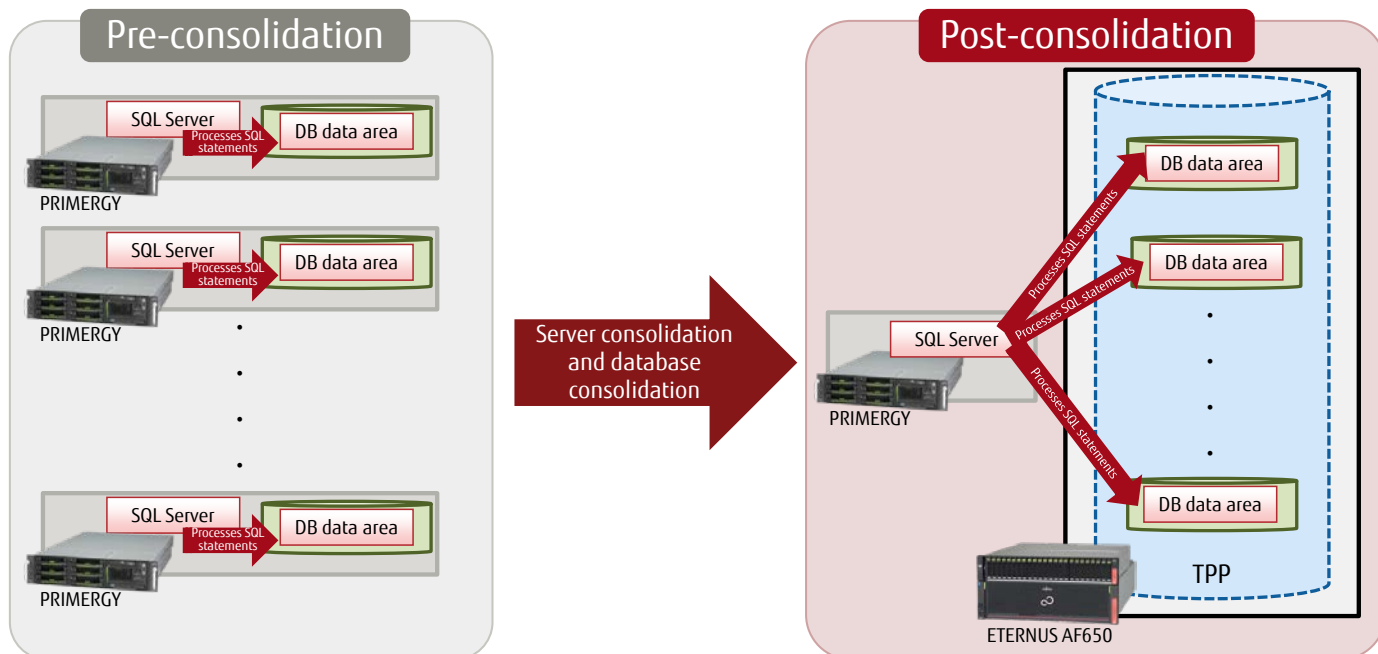 Pre-consolidation
SQL Server
Processes SQL
statements
DB data area
PRIMERGY
SQL Server
Processes SQL
statements
DB data area
PRIMERGY
SQL Server
Processes SQL
statements
DB data area
PRIMERGY
Server consolidation
and database
consolidation
Post-consolidation
SQL Server
PRIMERGY
Processes SQL statements
Processes SQL statements
Processes SQL statements
DB data area
DB data area
DB data area
TPP
ETERNUS AF650